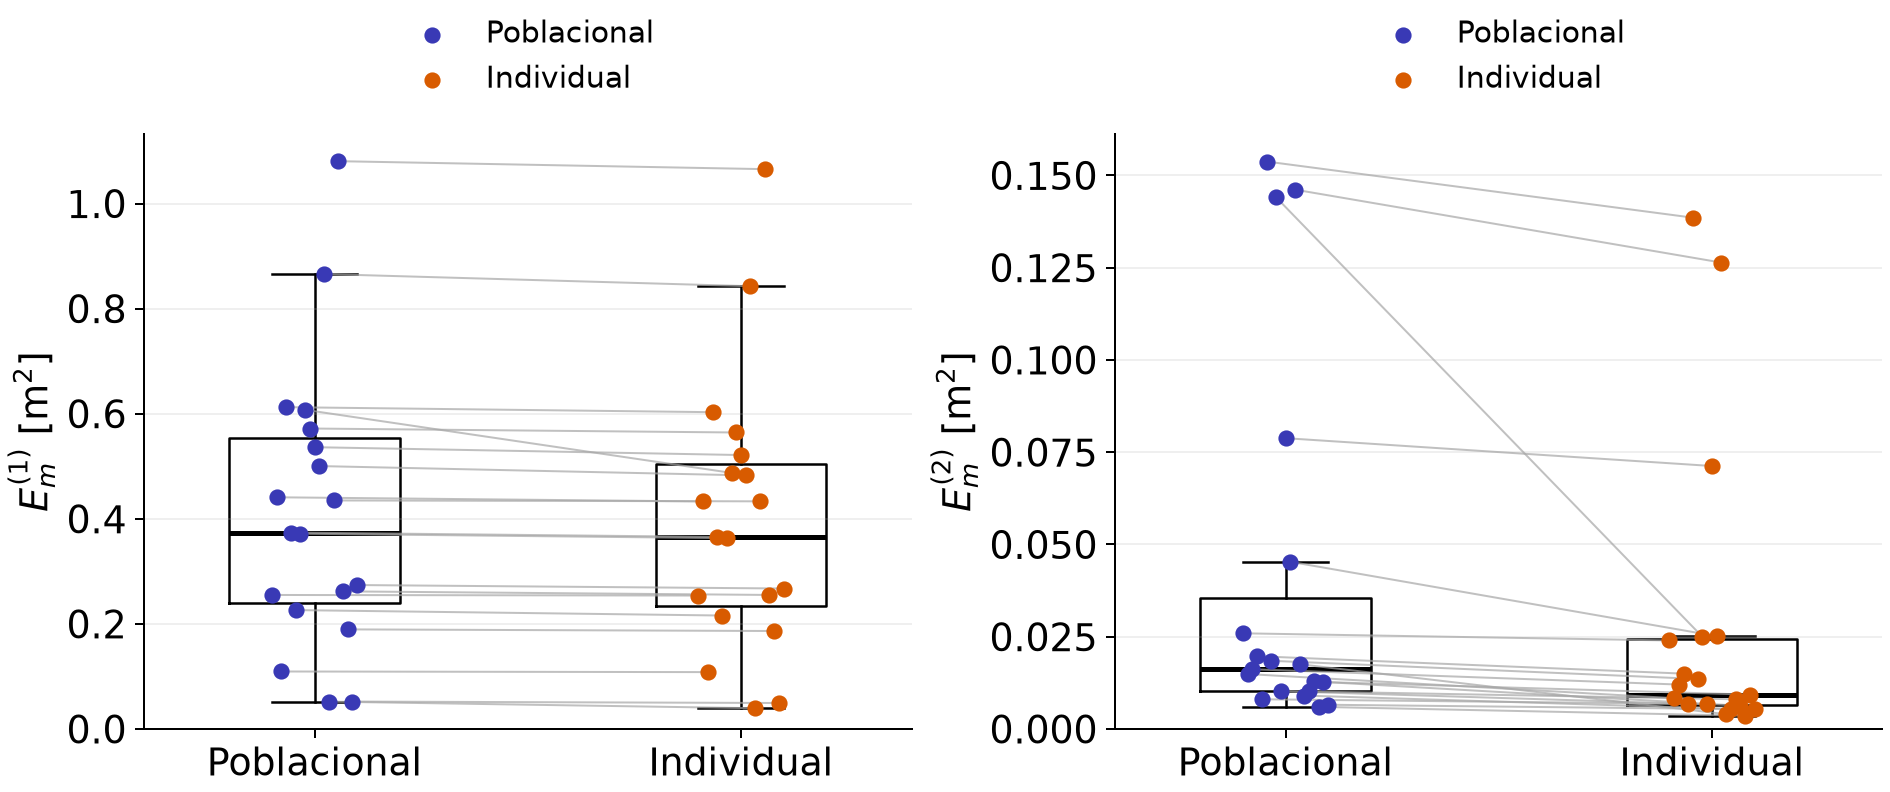 Poblacional
Individual
E_m^(1) [m²]
1.0
0.8
0.6
0.4
0.2
0.0
Poblacional Individual
Poblacional
Individual
E_m^(2) [m²]
0.150
0.125
0.100
0.075
0.050
0.025
0.000
Poblacional Individual